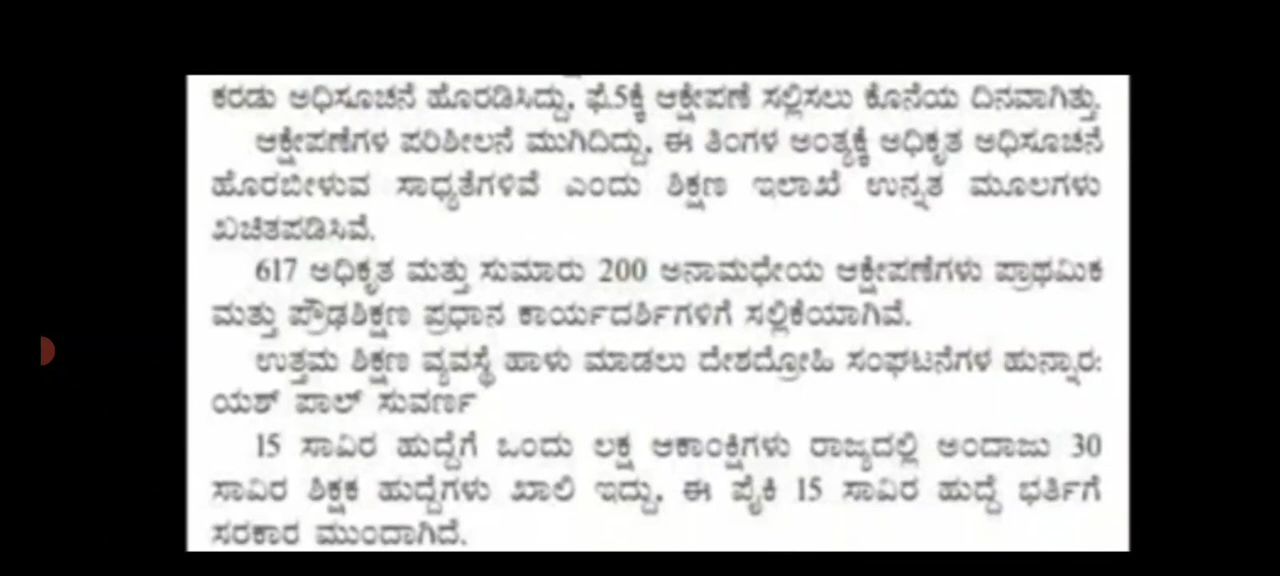 ಕರಡು ಅಧಿಸೂಚನೆ ಹೊರಡಿಸಿದ್ದು, ಫೆ.5ಕ್ಕೆ ಆಕ್ಷೇಪಣೆ ಸಲ್ಲಿಸಲು ಕೊನೆಯ ದಿನವಾಗಿತ್ತು.
ಆಕ್ಷೇಪಣೆಗಳ ಪರಿಶೀಲನೆ ಮುಗಿದಿದ್ದು, ಈ ತಿಂಗಳ ಅಂತ್ಯಕ್ಕೆ ಅಧಿಕೃತ ಅಧಿಸೂಚನೆ
ಹೊರಬೀಳುವ ಸಾಧ್ಯತೆಗಳಿವೆ ಎಂದು ಶಿಕ್ಷಣ ಇಲಾಖೆ ಉನ್ನತ ಮೂಲಗಳು
ಖಚಿತಪಡಿಸಿವೆ.
617 ಅಧಿಕೃತ ಮತ್ತು ಸುಮಾರು 200 ಅನಾಮಧೇಯ ಆಕ್ಷೇಪಣೆಗಳು ಪ್ರಾಥಮಿಕ
ಮತ್ತು ಪ್ರೌಢಶಿಕ್ಷಣ ಪ್ರಧಾನ ಕಾರ್ಯದರ್ಶಿಗಳಿಗೆ ಸಲ್ಲಿಕೆಯಾಗಿವೆ.
ಉತ್ತಮ ಶಿಕ್ಷಣ ವ್ಯವಸ್ಥೆ ಹಾಳು ಮಾಡಲು ದೇಶದ್ರೋಹಿ ಸಂಘಟನೆಗಳ ಹುನ್ನಾರ:
ಯಶ್ ಪಾಲ್ ಸುವರ್ಣ
15 ಸಾವಿರ ಹುದ್ದೆಗೆ ಒಂದು ಲಕ್ಷ ಆಕಾಂಕ್ಷಿಗಳು ರಾಜ್ಯದಲ್ಲಿ ಅಂದಾಜು 30
ಸಾವಿರ ಶಿಕ್ಷಕ ಹುದ್ದೆಗಳು ಖಾಲಿ ಇದ್ದು, ಈ ಪೈಕಿ 15 ಸಾವಿರ ಹುದ್ದೆ ಭರ್ತಿಗೆ
ಸರಕಾರ ಮುಂದಾಗಿದೆ.